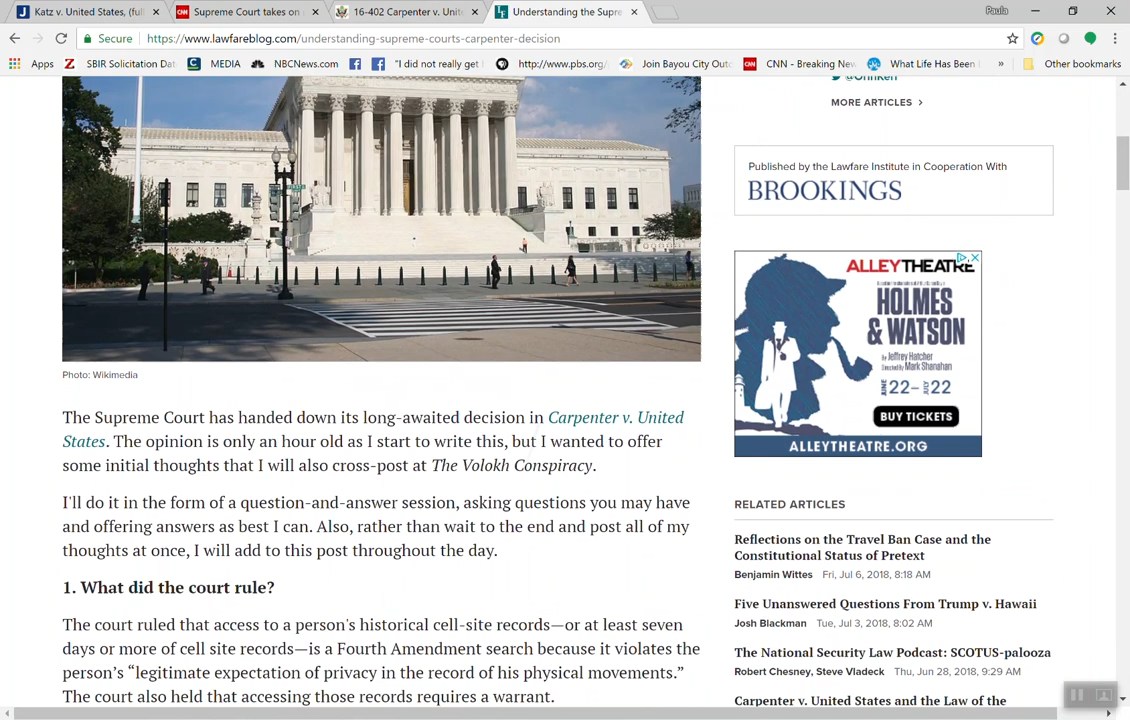 Katz v. United States, (full
Supreme Court takes on
16-402 Carpenter v. Unit
Understanding the Supre
Paula
Secure
https://www.lawfareblog.com/understanding-supreme-courts-carpenter-decision
Apps
SBIR Solicitation Dat
MEDIA
NBCNews.com
"I did not really get
http://www.pbs.org/
Join Bayou City Out
CNN - Breaking New
What Life Has Been
»
Other bookmarks
MORE ARTICLES >
Published by the Lawfare Institute in Cooperation With
BROOKINGS
ALLEYTHEATRE
HOLMES
& WATSON
By Jeffrey Hatcher
Directed by Mark Shanahan
JUNE 22– JULY 22
BUY TICKETS
ALLEYTHEATRE.ORG
Photo: Wikimedia
The Supreme Court has handed down its long-awaited decision in Carpenter v. United
States. The opinion is only an hour old as I start to write this, but I wanted to offer
some initial thoughts that I will also cross-post at The Volokh Conspiracy.
I'll do it in the form of a question-and-answer session, asking questions you may have
and offering answers as best I can. Also, rather than wait to the end and post all of my
thoughts at once, I will add to this post throughout the day.
1. What did the court rule?
The court ruled that access to a person's historical cell-site records—or at least seven
days or more of cell site records—is a Fourth Amendment search because it violates the
person’s “legitimate expectation of privacy in the record of his physical movements.”
The court also held that accessing those records requires a warrant.
RELATED ARTICLES
Reflections on the Travel Ban Case and the
Constitutional Status of Pretext
Benjamin Wittes Fri, Jul 6, 2018, 8:18 AM
Five Unanswered Questions From Trump v. Hawaii
Josh Blackman Tue, Jul 3, 2018, 8:02 AM
The National Security Law Podcast: SCOTUS-palooza
Robert Chesney, Steve Vladeck Thu, Jun 28, 2018, 9:29 AM
Carpenter v. United States and the Law of the